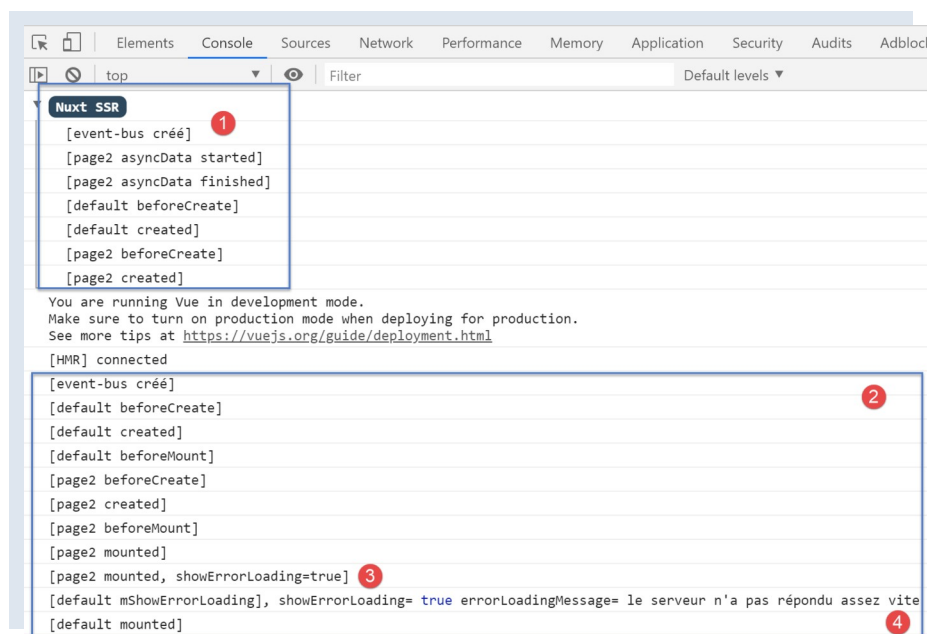 Elements Console Sources Network Performance Memory Application Security Audits Adbloc
top Filter Default levels
Nuxt SSR
1
[event-bus créé]
[page2 asyncData started]
[page2 asyncData finished]
[default beforeCreate]
[default created]
[page2 beforeCreate]
[page2 created]
You are running Vue in development mode.
Make sure to turn on production mode when deploying for production.
See more tips at https://vuejs.org/guide/deployment.html
[HMR] connected
[event-bus créé]
2
[default beforeCreate]
[default created]
[default beforeMount]
[page2 beforeCreate]
[page2 created]
[page2 beforeMount]
[page2 mounted]
[page2 mounted, showErrorLoading=true] 3
[default mShowErrorLoading], showErrorLoading= true errorLoadingMessage= le serveur n'a pas répondu assez vite
[default mounted] 4